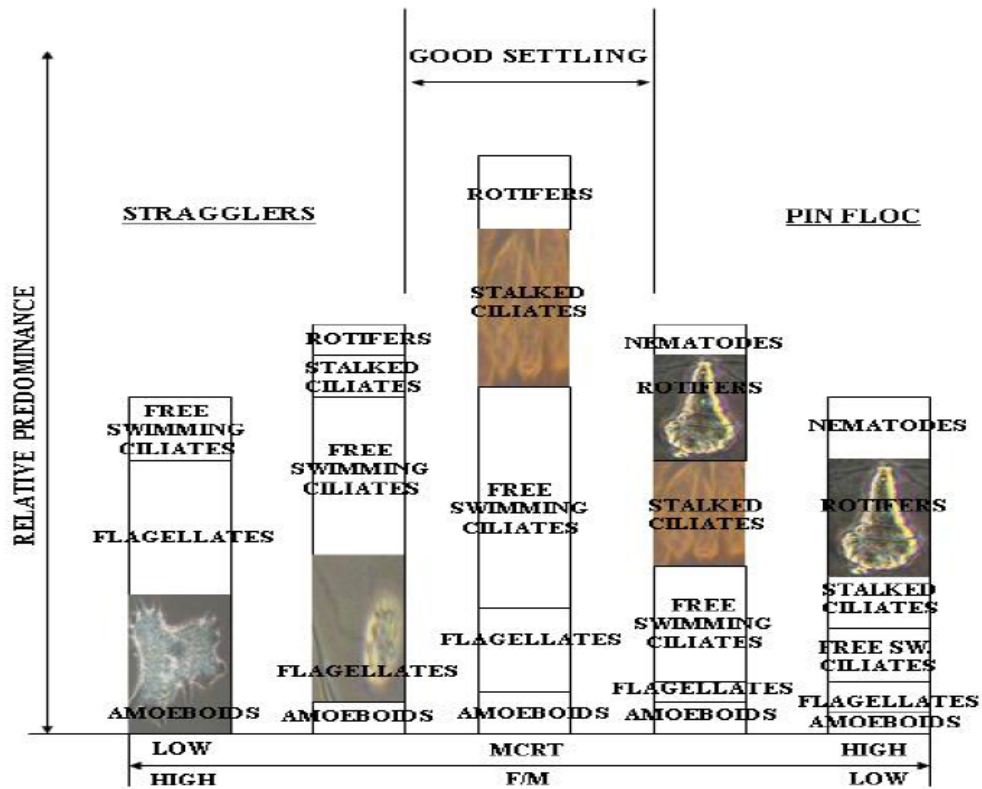 GOOD SETTLING
STRAGGLERS
PIN FLOC
RELATIVE PREDOMINANCE
FREE
SWIMMING
CILIATES
FLAGELLATES
AMOEBOIDS
ROTIFERS
STALKED
CILIATES
FREE
SWIMMING
CILIATES
FLAGELLATES
AMOEBOIDS
ROTIFERS
STALKED
CILIATES
FREE
SWIMMING
CILIATES
FLAGELLATES
AMOEBOIDS
NEMATODES
ROTIFERS
STALKED
CILIATES
FREE
SWIMMING
CILIATES
FLAGELLATES
AMOEBOIDS
NEMATODES
ROTIFERS
STALKED
CILIATES
FREE SW.
CILIATES
FLAGELLATES
AMOEBOIDS
LOW MCRT HIGH
HIGH F/M LOW